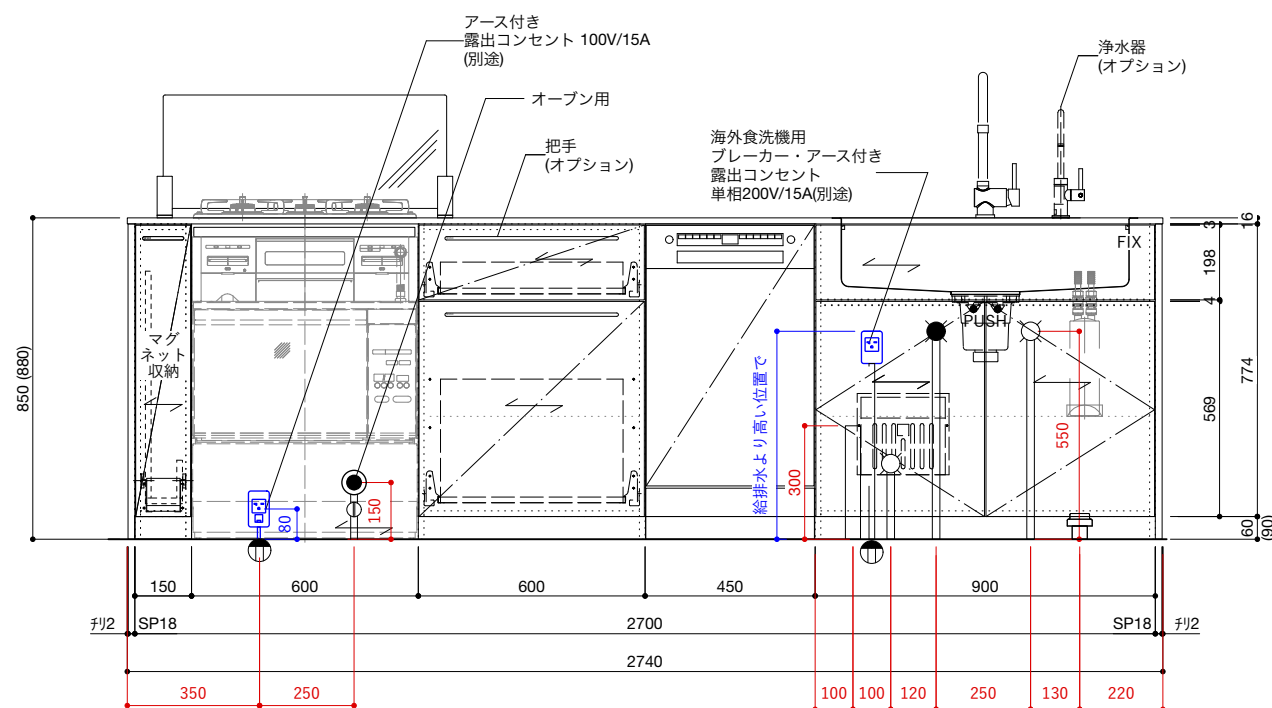 アース付き
露出コンセント 100V/15A
(別途)
オーブン用
把手
(オプション)
海外食洗機用
ブレーカー・アース付き
露出コンセント
単相200V/15A(別途)
浄水器
(オプション)
FIX
PUSH
マグ
ネット
収納
給排水より高い位置で
850 (880)
80
150
300
550
16
3
198
4
774
569
60
(90)
150
600
600
450
900
チリ2
SP18
2700
SP18
チリ2
2740
350
250
100
100
120
250
130
220